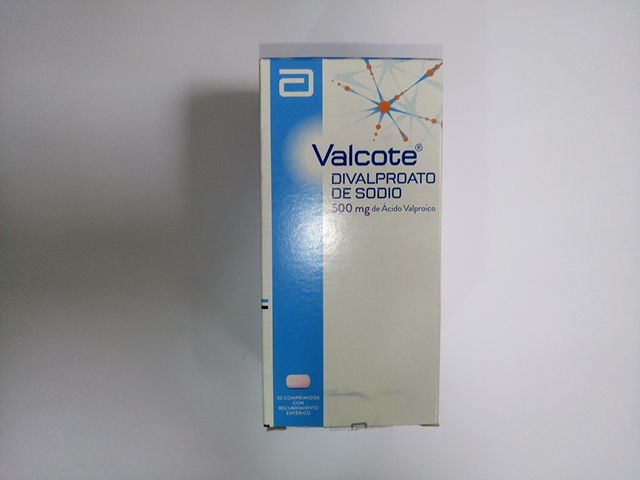 Valcote®
DIVALPROATO
DE SODIO
500 mg de Ácido Valproico
50 COMPRIMIDOS
CON
RECUBRIMIENTO
ENTÉRICO